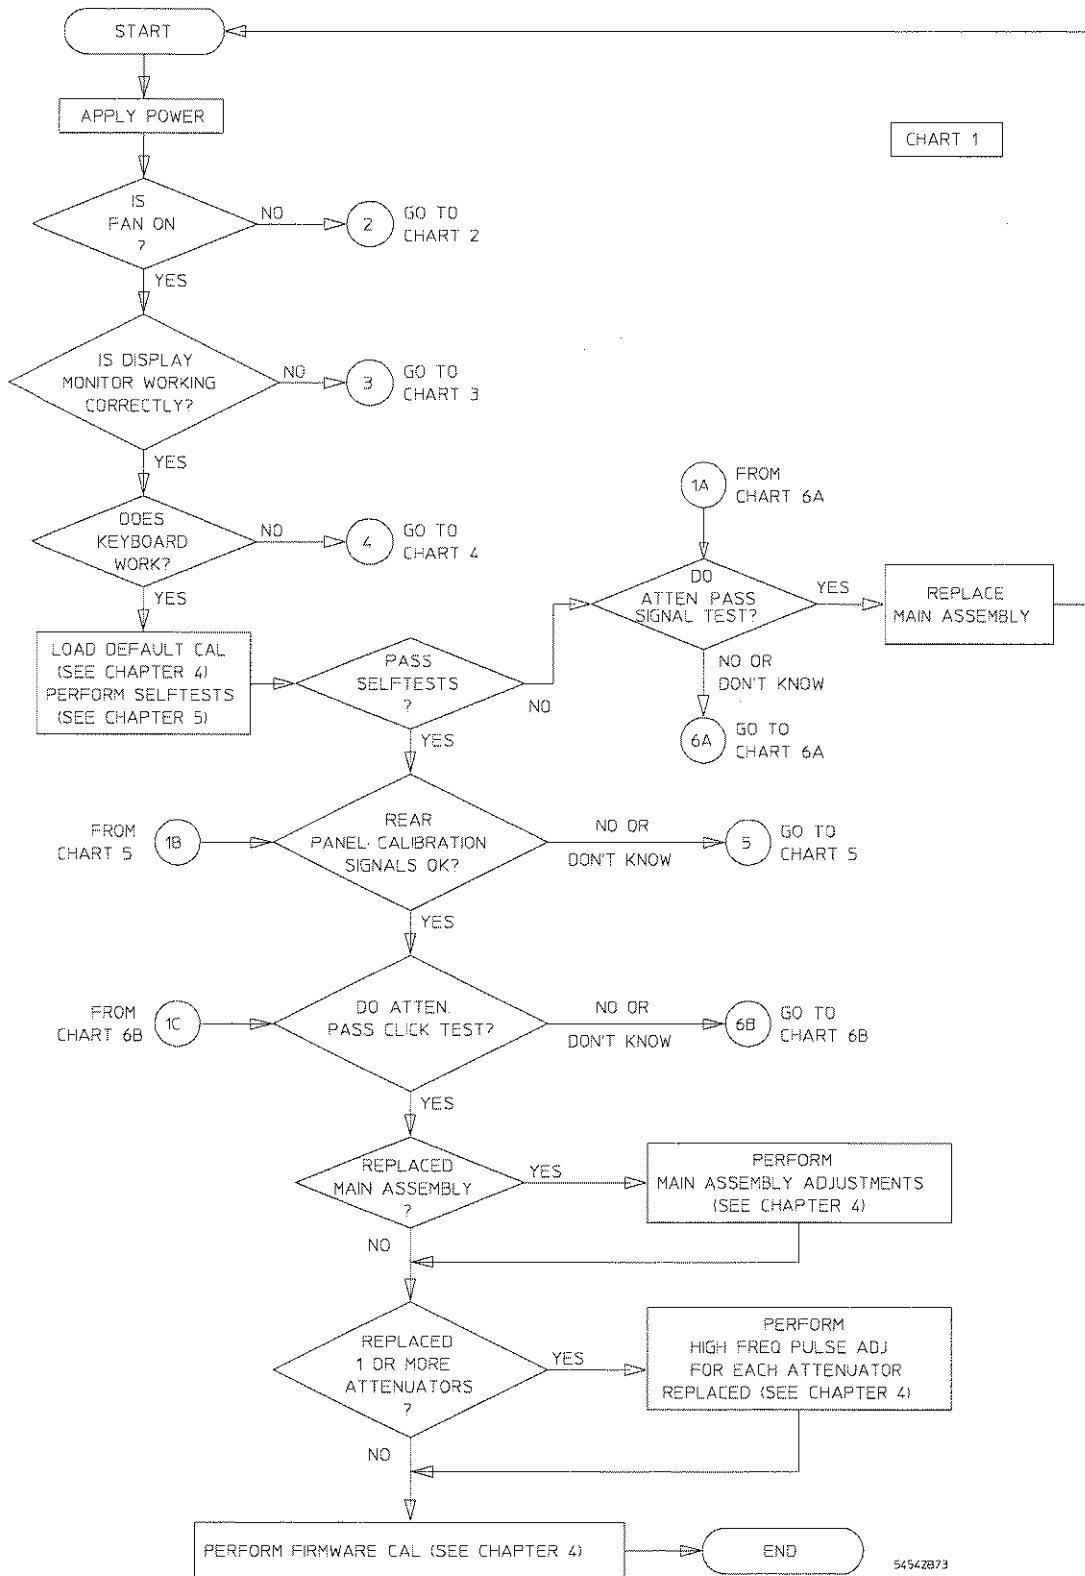 START
APPLY POWER
CHART 1
IS
FAN ON
?
NO
2
GO TO
CHART 2
YES
IS DISPLAY
MONITOR WORKING
CORRECTLY?
NO
3
GO TO
CHART 3
YES
DOES
KEYBOARD
WORK?
NO
4
GO TO
CHART 4
YES
1A
FROM
CHART 6A
DO
ATTEN PASS
SIGNAL TEST?
YES
REPLACE
MAIN ASSEMBLY
NO OR
DON'T KNOW
6A
GO TO
CHART 6A
LOAD DEFAULT CAL
(SEE CHAPTER 4)
PERFORM SELFTESTS
(SEE CHAPTER 5)
PASS
SELFTESTS
?
NO
YES
FROM
CHART 5
1B
REAR
PANEL CALIBRATION
SIGNALS OK?
NO OR
DON'T KNOW
5
GO TO
CHART 5
YES
FROM
CHART 6B
1C
DO ATTEN.
PASS CLICK TEST?
NO OR
DON'T KNOW
6B
GO TO
CHART 6B
YES
REPLACED
MAIN ASSEMBLY
?
YES
PERFORM
MAIN ASSEMBLY ADJUSTMENTS
(SEE CHAPTER 4)
NO
REPLACED
1 OR MORE
ATTENUATORS
?
YES
PERFORM
HIGH FREQ PULSE ADJ
FOR EACH ATTENUATOR
REPLACED (SEE CHAPTER 4)
NO
PERFORM FIRMWARE CAL (SEE CHAPTER 4)
END
54542B73